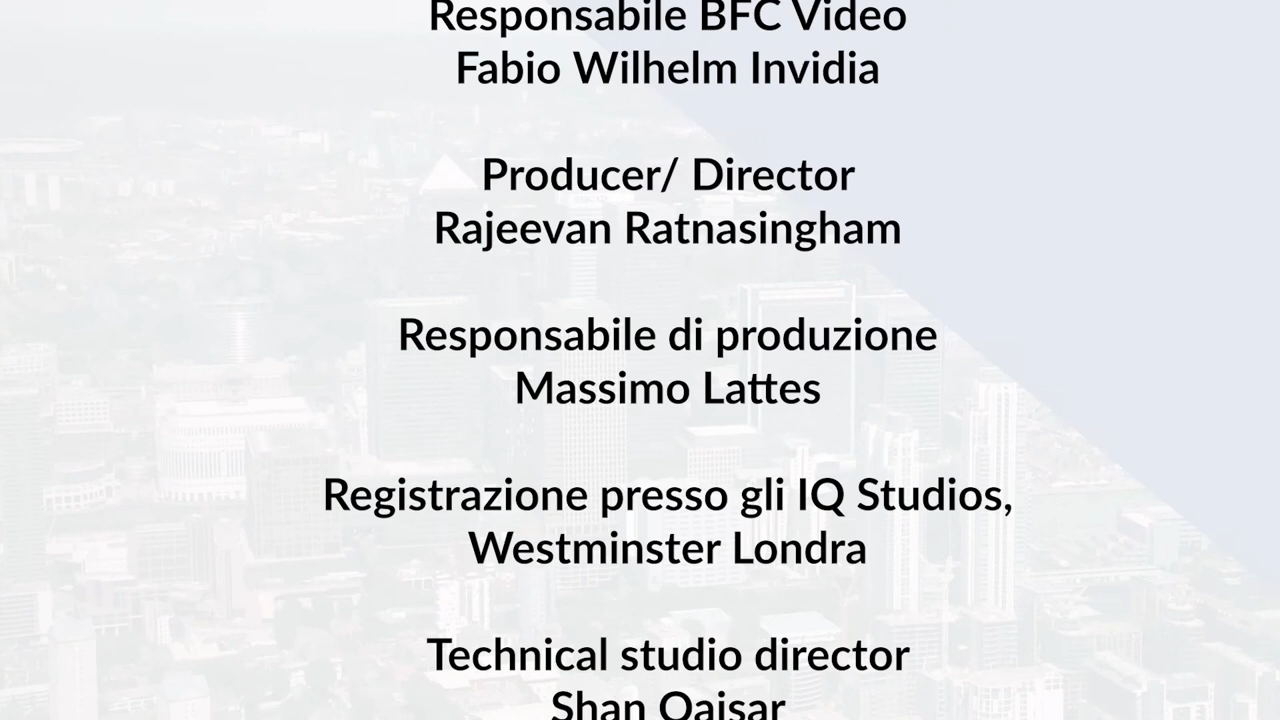 Responsabile BFC Video
Fabio Wilhelm Invidia
Producer/ Director
Rajeevan Ratnasingham
Responsabile di produzione
Massimo Lattes
Registrazione presso gli IQ Studios,
Westminster Londra
Technical studio director
Shan Qaisar